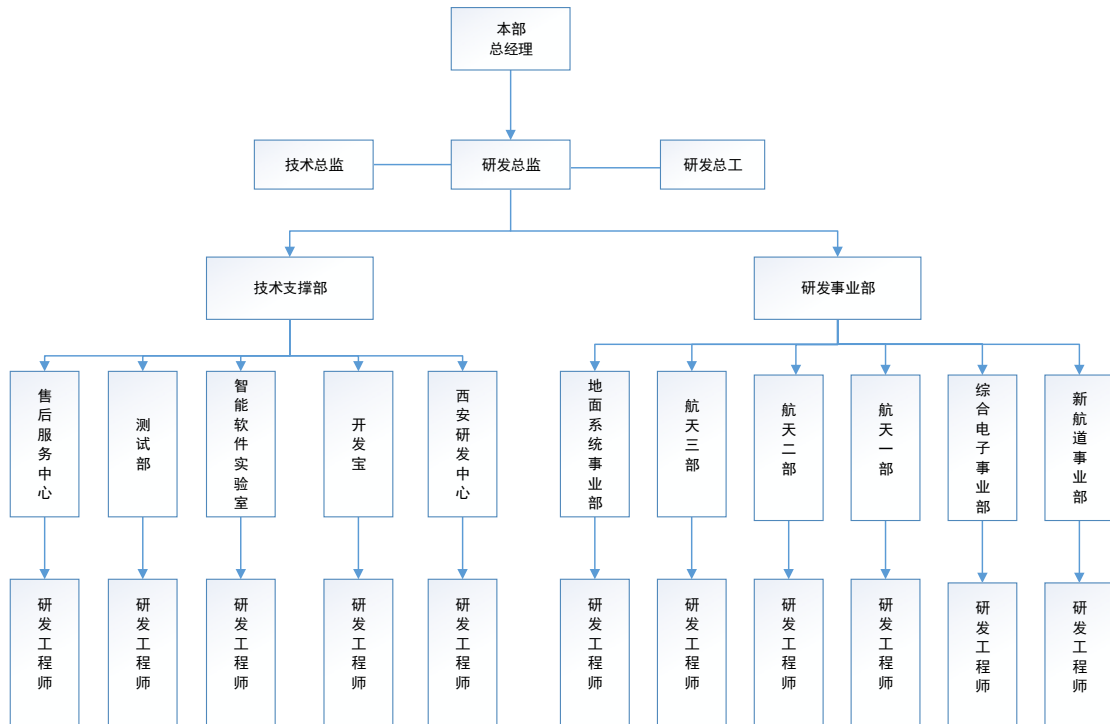 本部
总经理
技术总监
研发总监
研发总工
技术支撑部
研发事业部
售后服务中心
测试部
智能软件实验室
开发宝
西安研发中心
地面系统事业部
航天三部
航天二部
航天一部
综合电子事业部
新航道事业部
研发工程师
研发工程师
研发工程师
研发工程师
研发工程师
研发工程师
研发工程师
研发工程师
研发工程师
研发工程师
研发工程师